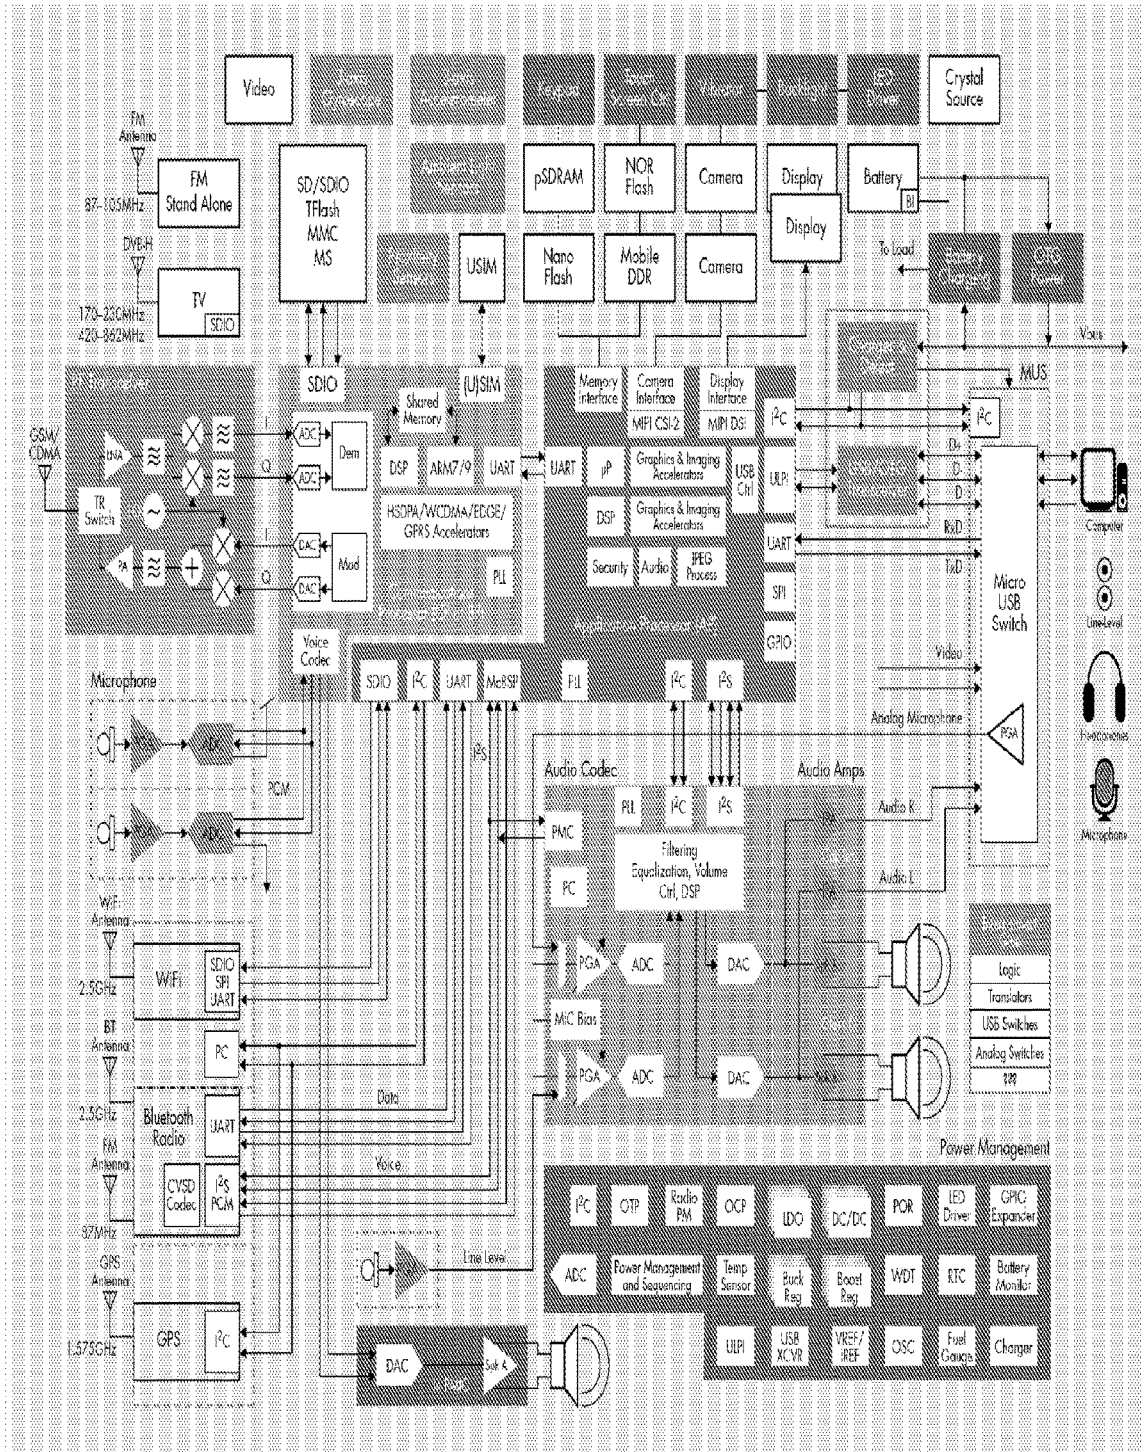 Video
Crystal
Source
FM
Antenna
FM
Stand Alone
87–105MHz
DVB-H
TV
SDIO
170–230MHz
420–862MHz
SD/SDIO
TFlash
MMC
MS
USIM
pSDRAM
NOR
Flash
Camera
Display
Battery
BI
Display
Nano
Flash
Mobile
DDR
Camera
To Load
Battery
Charging
OTG
Power
Vbus
MUS
GSM/
CDMA
LNA
TR
Switch
PA
I
Q
I
Q
SDIO
(U)SIM
Shared
Memory
ADC
ADC
Dem
DSP
ARM7/9
UART
HSDPA/WCDMA/EDGE/
GPRS Accelerators
DAC
DAC
Mod
PLL
Voice
Codec
Memory
Interface
Camera
Interface
MIPI CSI-2
Display
Interface
MIPI DSI
I²C
UART
µP
Graphics & Imaging
Accelerators
USB
Ctrl
ULPI
DSP
Graphics & Imaging
Accelerators
UART
Security
Audio
JPEG
Process
SPI
GPIO
Application Processor
SDIO
I²C
UART
McBSP
PLL
I²C
I²S
I²C
D+
D-
D
RxD
TxD
Micro
USB
Switch
PGA
Computer
Line-Level
Headphones
Microphone
Video
Analog Microphone
Microphone
PGA
ADC
PCM
PGA
ADC
I²S
Audio Codec
Audio Amps
PLL
I²C
I²S
PMC
PC
Filtering
Equalization, Volume
Ctrl, DSP
Audio R
Audio L
PGA
ADC
DAC
MiC Bias
PGA
ADC
DAC
WiFi
Antenna
WiFi
SDIO
SPI
UART
2.5GHz
BT
Antenna
PC
2.5GHz
Bluetooth
Radio
UART
Data
FM
Antenna
CVSD
Codec
I²S
PCM
Voice
87MHz
GPS
Antenna
GPS
I²C
1.575GHz
PGA
Line Level
DAC
Logic
Translators
USB Switches
Analog Switches
???
Power Management
I²C
OTP
Radio
PM
OCP
LDO
DC/DC
POR
LED
Driver
GPIO
Expander
ADC
Power Management
and Sequencing
Temp
Sensor
Buck
Reg
Boost
Reg
WDT
RTC
Battery
Monitor
ULPI
USB
XCVR
VREF/
IREF
OSC
Fuel
Gauge
Charger